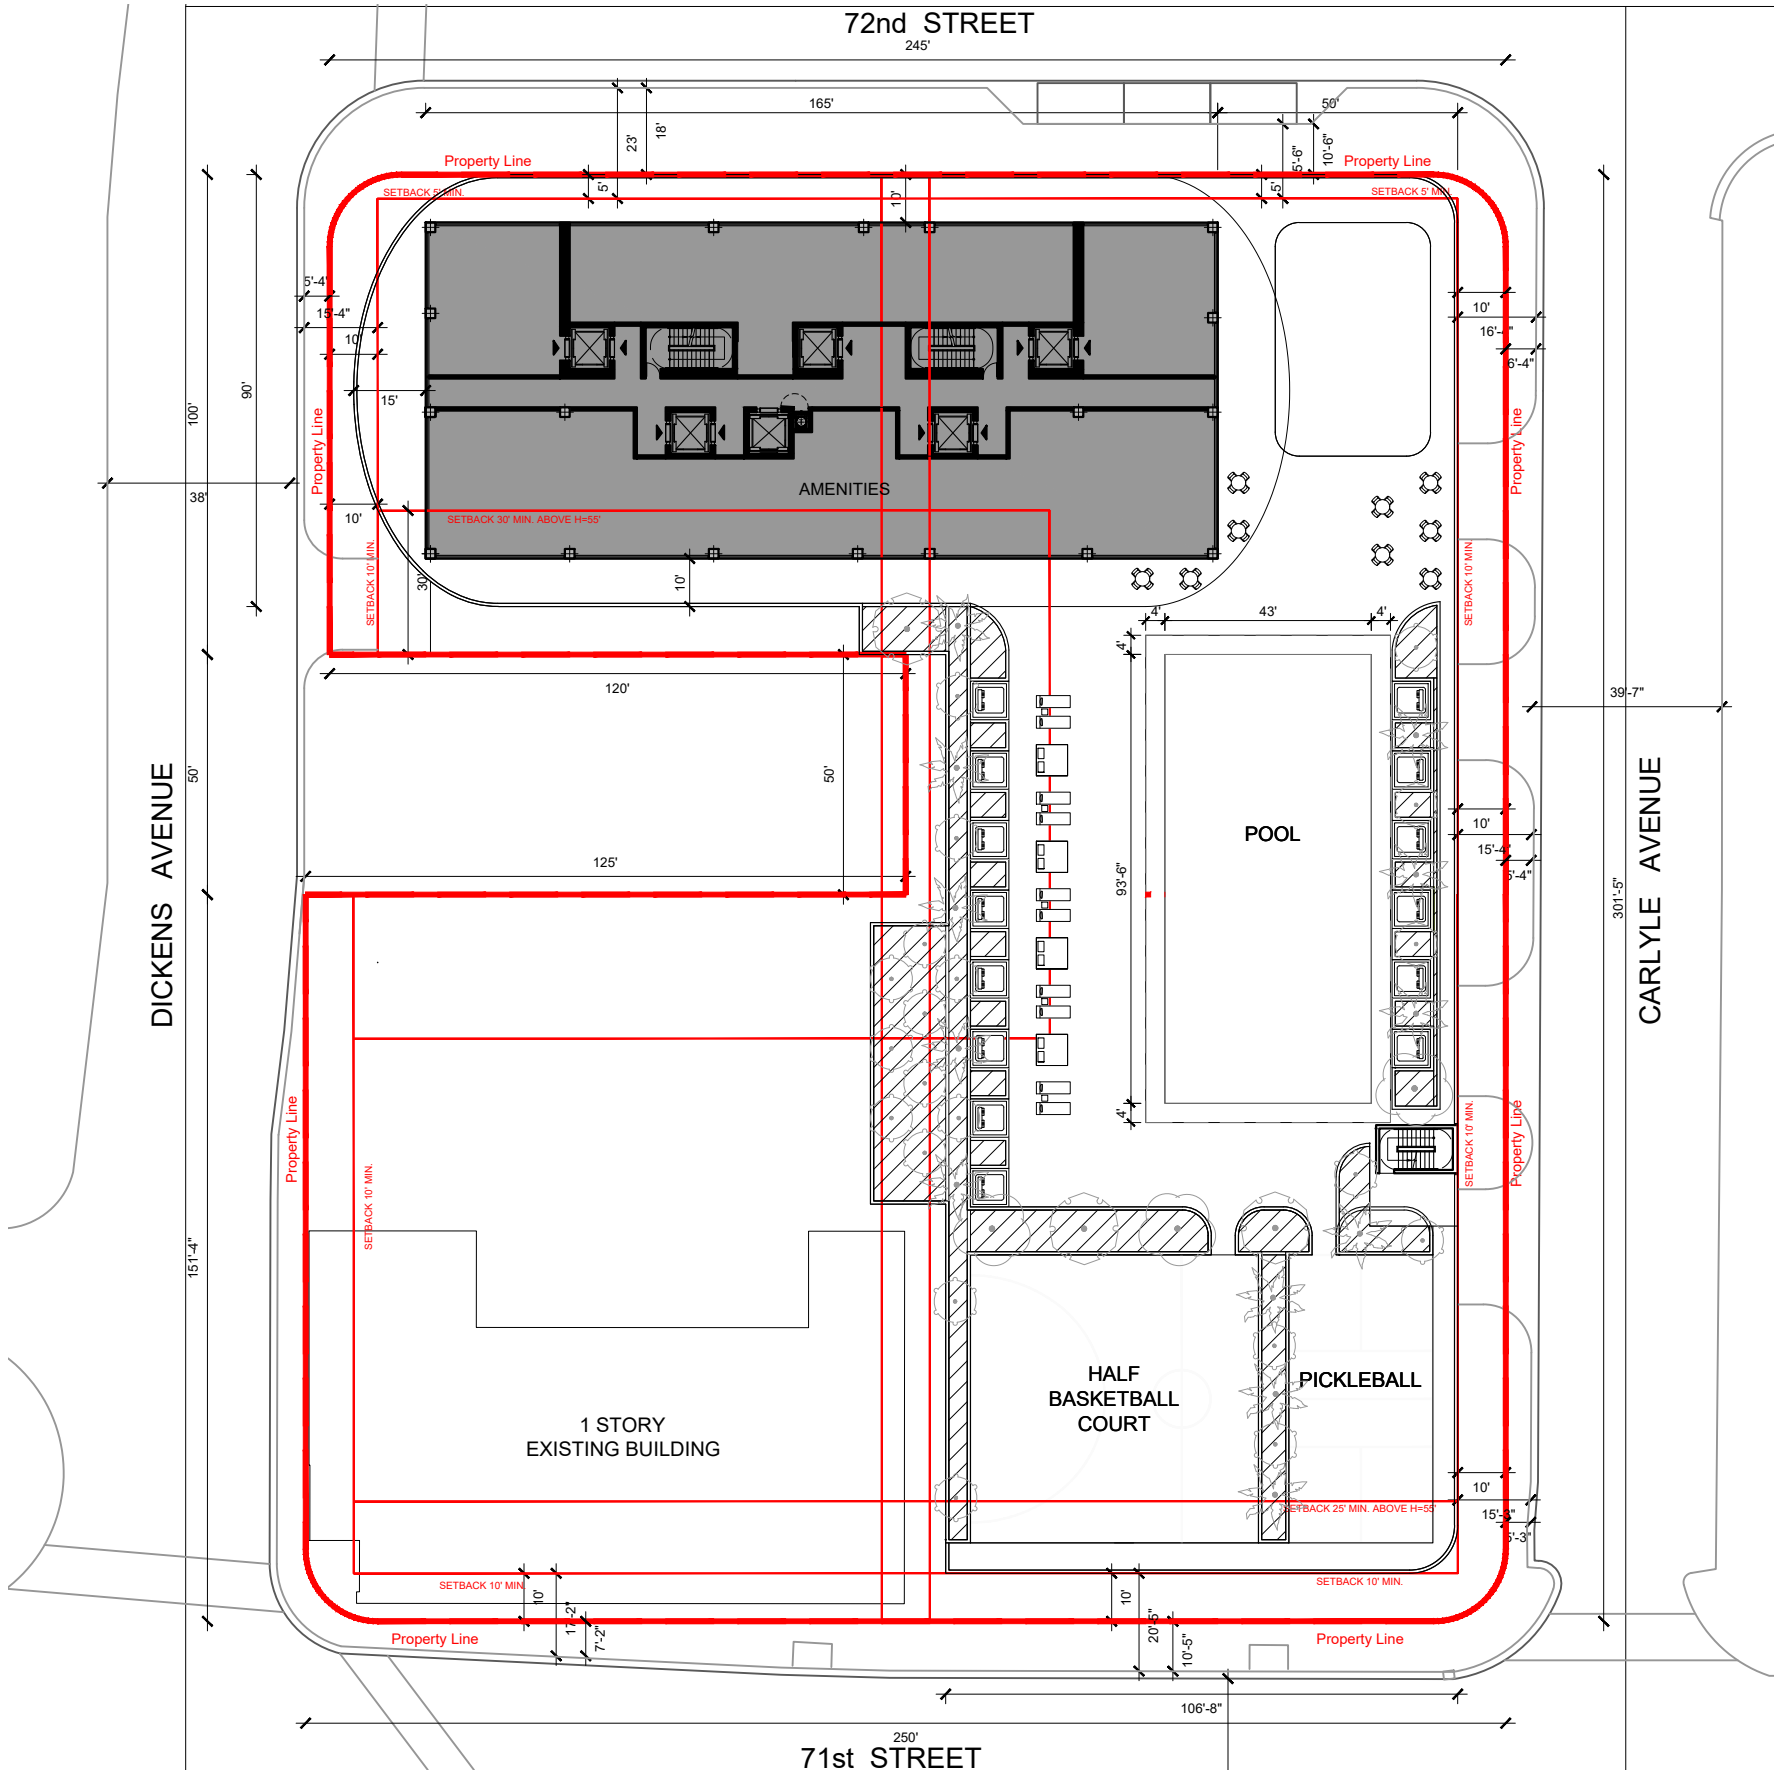 72nd STREET
245'
165'
50'
23'
18'
5'-6"
10'-6"
Property Line
Property Line
SETBACK 5' MIN.
5'
10'
5'
SETBACK 5' MIN.
5'-4"
15'-4"
10'
15'
10'
16'-4"
6'-4"
90'
100'
Property Line
Property Line
38'
AMENITIES
10'
SETBACK 30' MIN. ABOVE H=55'
SETBACK 10' MIN.
30'
10'
SETBACK 10' MIN.
4'
43'
4'
4'
120'
39'-7"
50'
50'
POOL
10'
15'-4"
5'-4"
125'
93'-6"
301'-5"
DICKENS AVENUE
CARLYLE AVENUE
4'
Property Line
SETBACK 10' MIN.
SETBACK 10' MIN.
Property Line
151'-4"
HALF
BASKETBALL
COURT
PICKLEBALL
1 STORY
EXISTING BUILDING
10'
SETBACK 25' MIN. ABOVE H=55'
15'-3"
5'-3"
SETBACK 10' MIN.
10'
17'-2"
7'-2"
10'
20'-5"
10'-5"
SETBACK 10' MIN.
Property Line
Property Line
106'-8"
250'
71st STREET